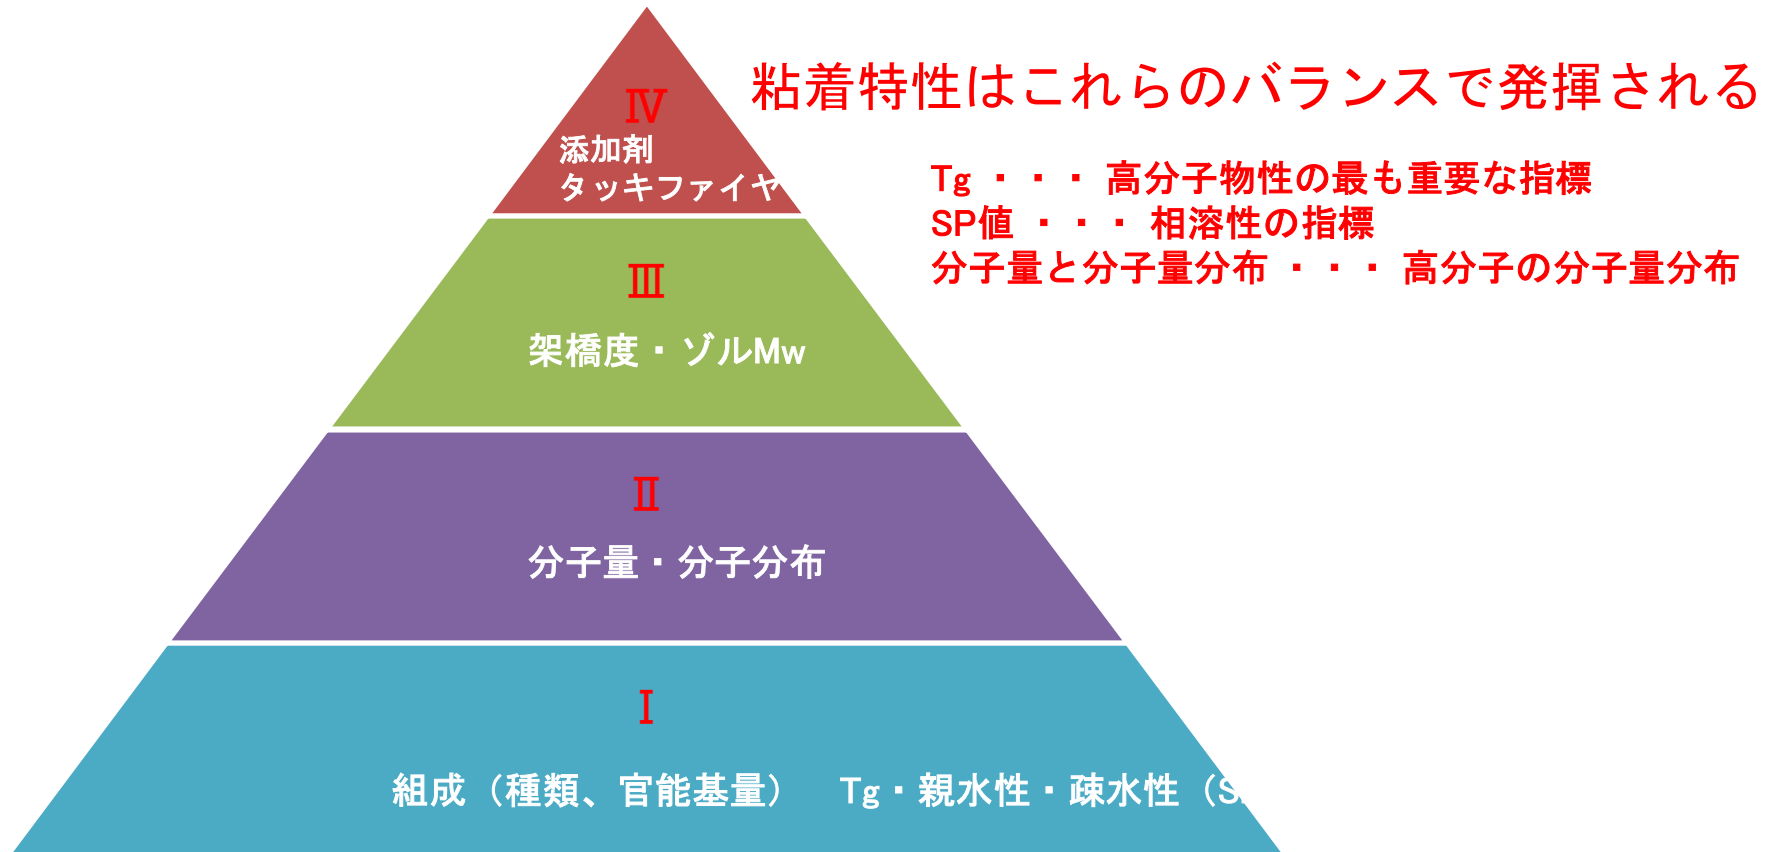 Ⅳ
粘着特性はこれらのバランスで発揮される
添加剤
タッキファイヤ
Tg ・・・ 高分子物性の最も重要な指標
SP値 ・・・ 相溶性の指標
分子量と分子量分布 ・・・ 高分子の分子量分布
Ⅲ
架橋度・ゾルMw
Ⅱ
分子量・分子分布
Ⅰ
組成（種類、官能基量）　Tg・親水性・疎水性（S